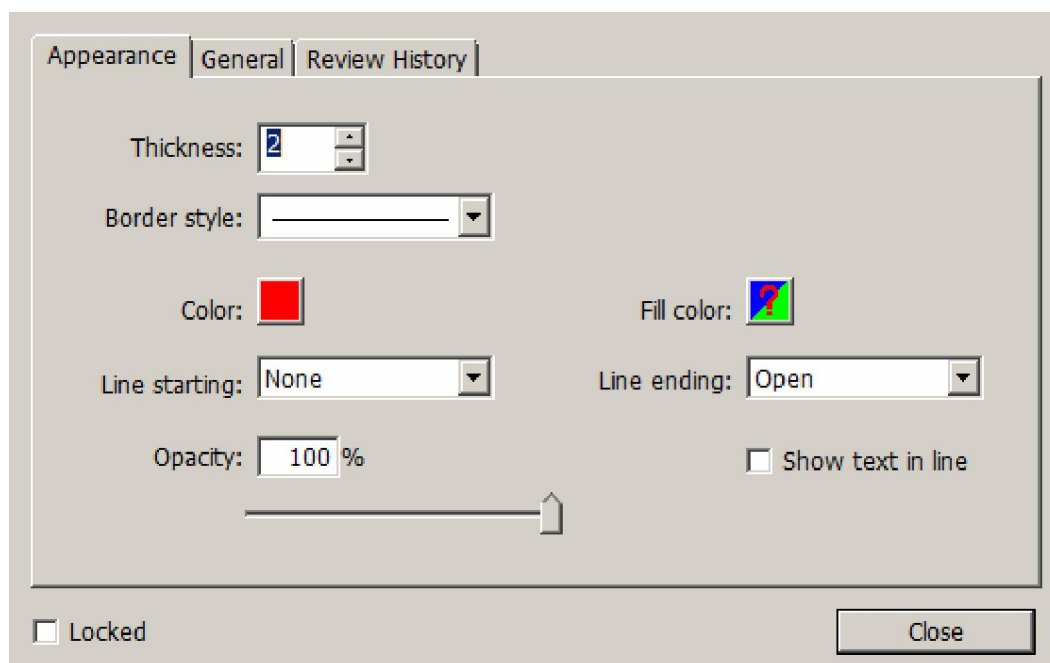 Appearance General Review History
Thickness: 2
Border style:
Color: Fill color: ?
Line starting: None Line ending: Open
Opacity: 100 % Show text in line
Locked Close